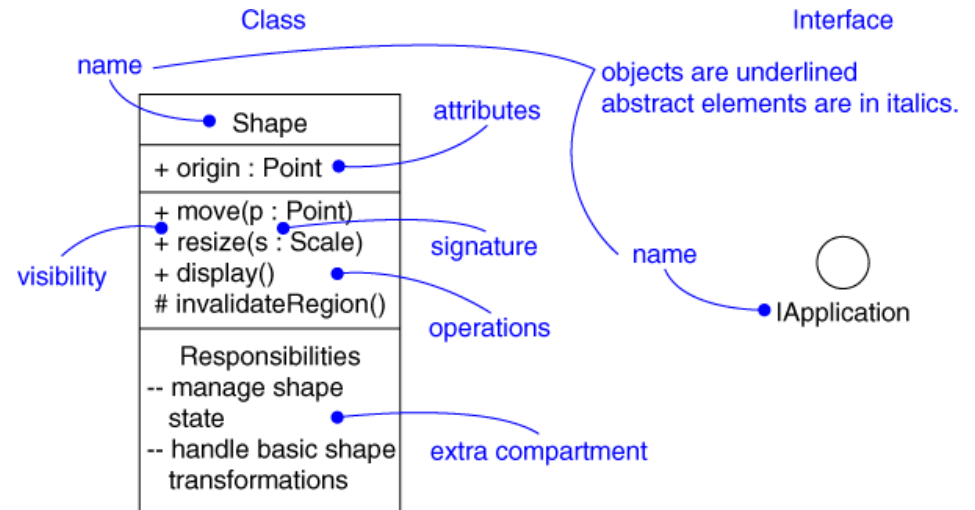 Class
Interface
name
objects are underlined
abstract elements are in italics.
attributes
Shape
+ origin : Point
+ move(p : Point)
+ resize(s : Scale)
+ display()
# invalidateRegion()
visibility
signature
operations
name
IApplication
Responsibilities
-- manage shape
state
-- handle basic shape
transformations
extra compartment